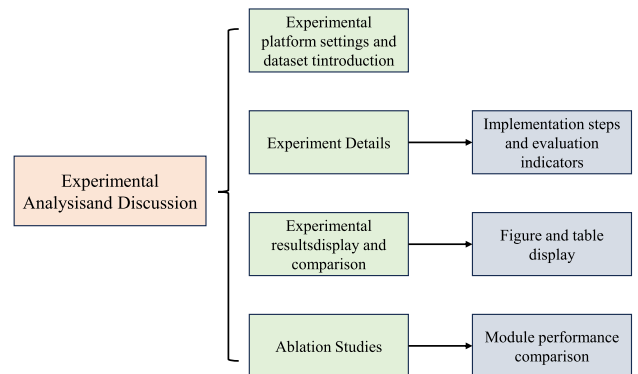 Experimental
platform settings and
dataset tintroduction
Experiment Details
Implementation steps
and evaluation
indicators
Experimental
Analysisand Discussion
Experimental
resultsdisplay and
comparison
Figure and table
display
Ablation Studies
Module performance
comparison